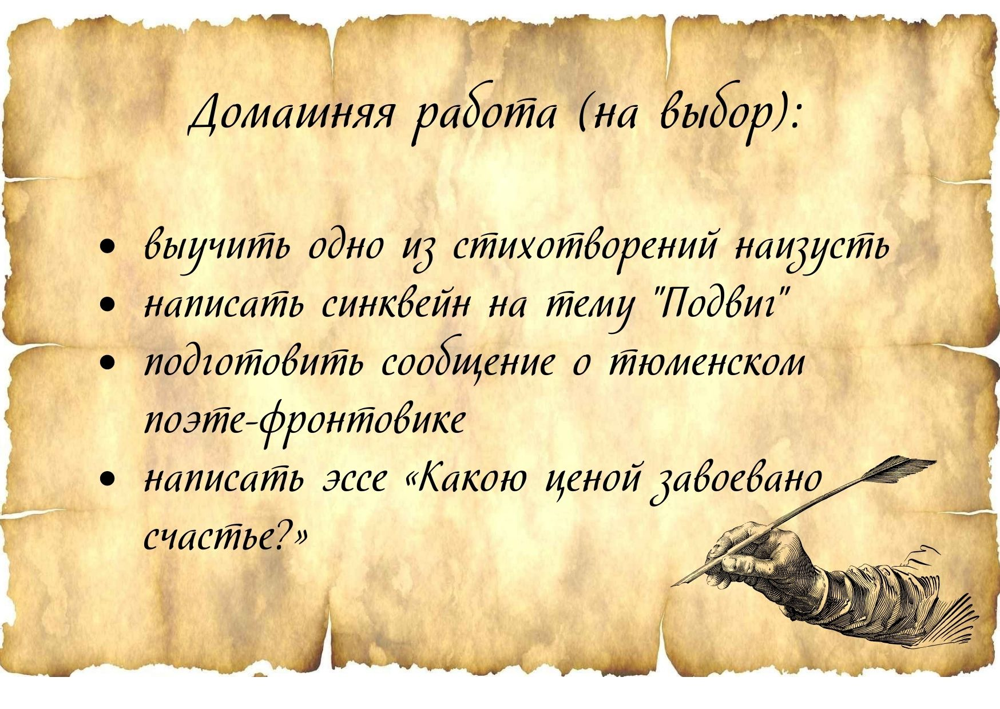 Домашняя работа (на выбор):
• выучить одно из стихотворений наизусть
• написать синквейн на тему "Подвиг"
• подготовить сообщение о тюменском
поэте-фронтовике
• написать эссе «Какою ценой завоевано
счастье?»